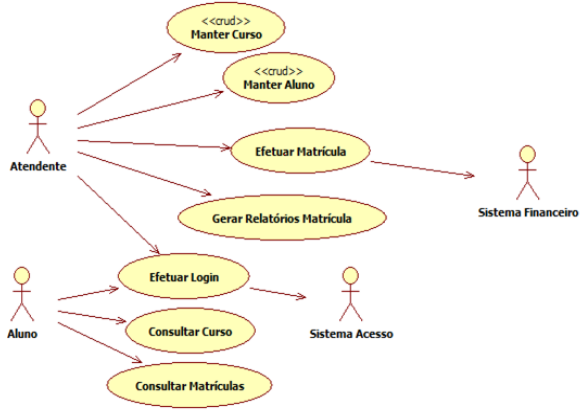 <<crud>>
Manter Curso
<<crud>>
Manter Aluno
Atendente
Efetuar Matrícula
Sistema Financeiro
Gerar Relatórios Matrícula
Efetuar Login
Aluno
Consultar Curso
Sistema Acesso
Consultar Matrículas